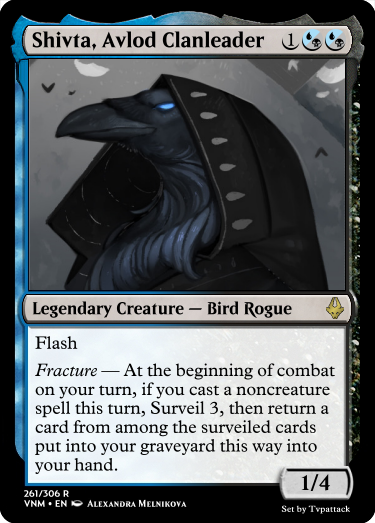 Shivta, Avlod Clanleader 1
Legendary Creature — Bird Rogue
Flash
Fracture — At the beginning of combat
on your turn, if you cast a noncreature
spell this turn, Surveil 3, then return a
card from among the surveiled cards
put into your graveyard this way into
your hand.
1/4
261/306 R
VNM • EN Alexandra Melnikova
Set by Tvpattack